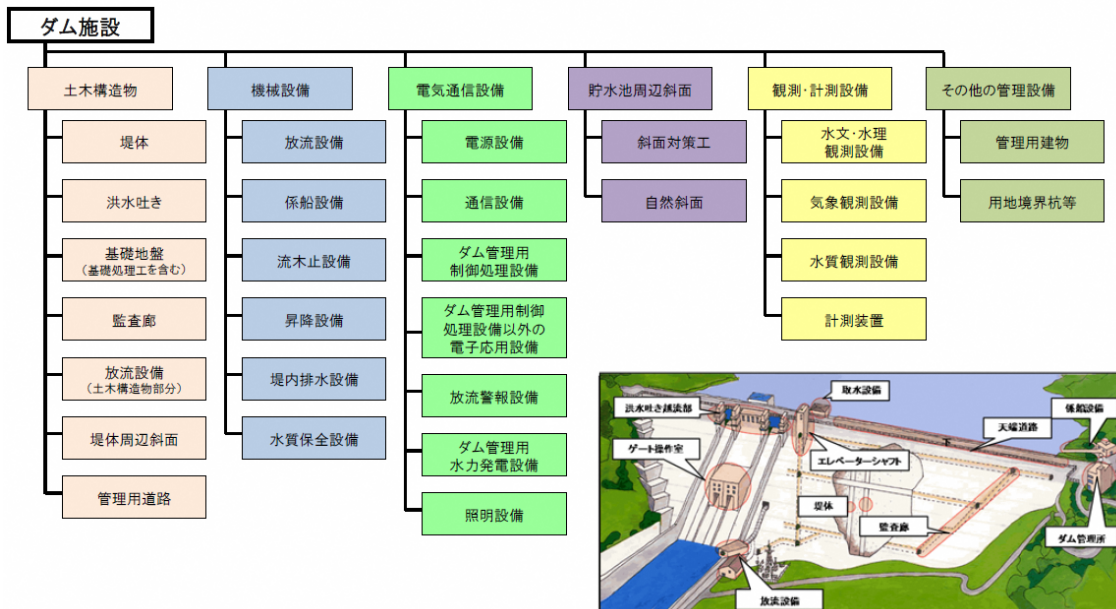 ダム施設
土木構造物
堤体
洪水吐き
基礎地盤
(基礎処理工を含む)
監査廊
放流設備
(土木構造物部分)
堤体周辺斜面
管理用道路
機械設備
放流設備
係船設備
流木止設備
昇降設備
堤内排水設備
水質保全設備
電気通信設備
電源設備
通信設備
ダム管理用
制御処理設備
ダム管理用制御
処理設備以外の
電子応用設備
放流警報設備
ダム管理用
水力発電設備
照明設備
貯水池周辺斜面
斜面対策工
自然斜面
観測・計測設備
水文・水理
観測設備
気象観測設備
水質観測設備
計測装置
その他の管理設備
管理用建物
用地境界杭等
取水設備
洪水吐き越流部
係船設備
天端道路
ゲート操作室
エレベーターシャフト
堤体
監査廊
ダム管理所
放流設備